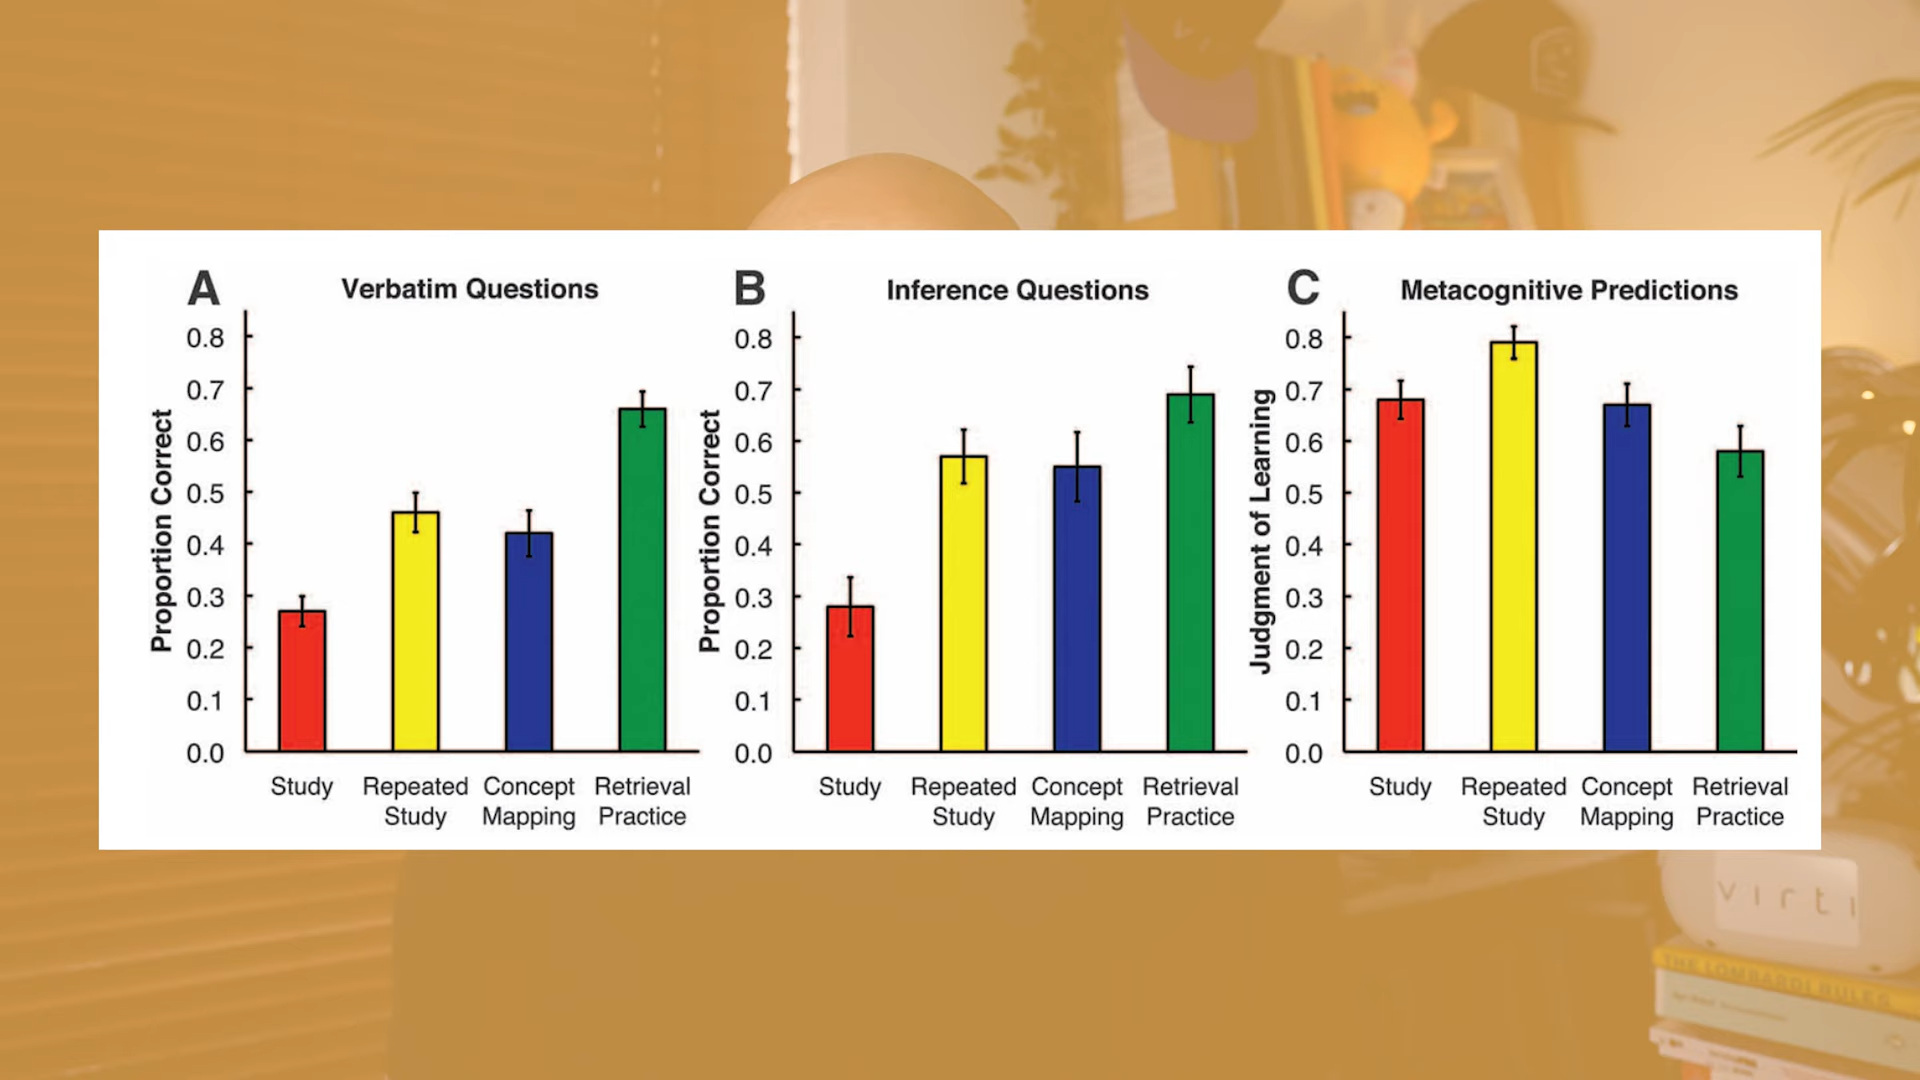 A
Verbatim Questions
Proportion Correct
0.8
0.7
0.6
0.5
0.4
0.3
0.2
0.1
0.0
Study
Repeated Study
Concept Mapping
Retrieval Practice
B
Inference Questions
Proportion Correct
0.8
0.7
0.6
0.5
0.4
0.3
0.2
0.1
0.0
Study
Repeated Study
Concept Mapping
Retrieval Practice
C
Metacognitive Predictions
Judgment of Learning
0.8
0.7
0.6
0.5
0.4
0.3
0.2
0.1
0.0
Study
Repeated Study
Concept Mapping
Retrieval Practice
virti
THE LOMBARDI RULES